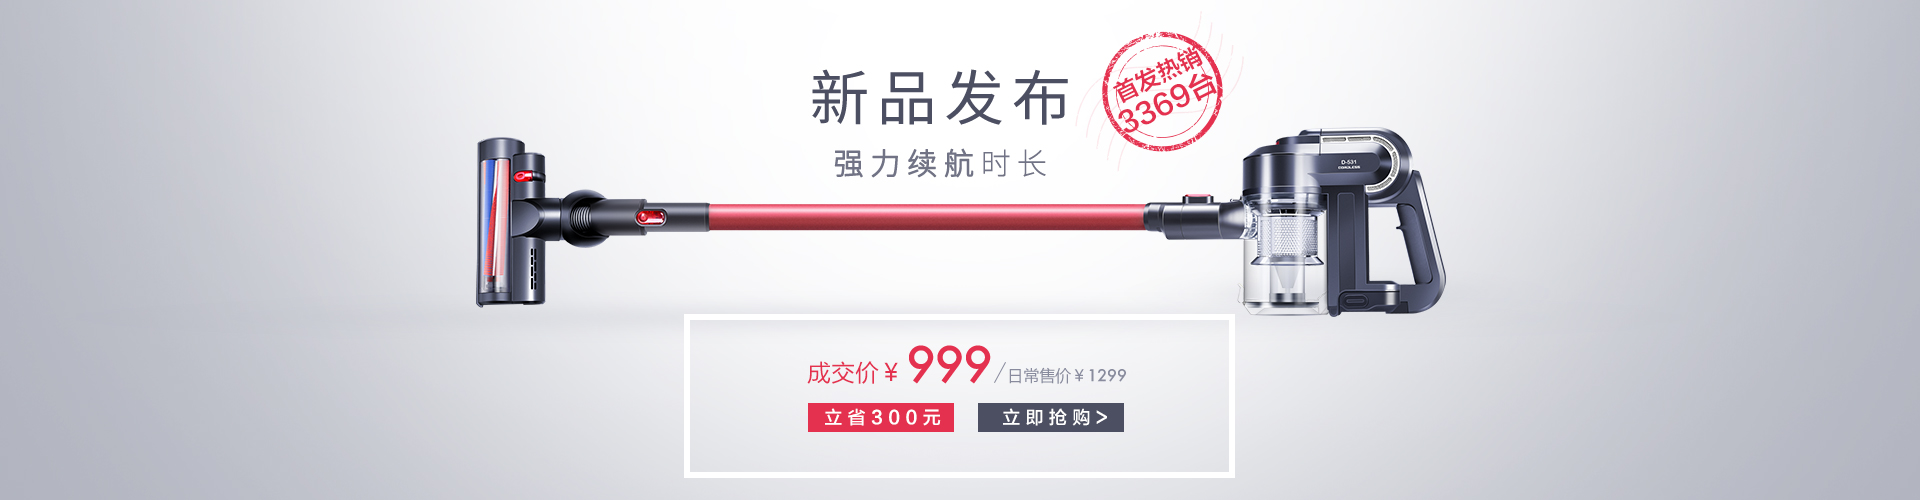 新品发布
强力续航时长
首发热销
3369台
D-531
CORDLESS
成交价¥999/日常售价¥1299
立省300元
立即抢购>